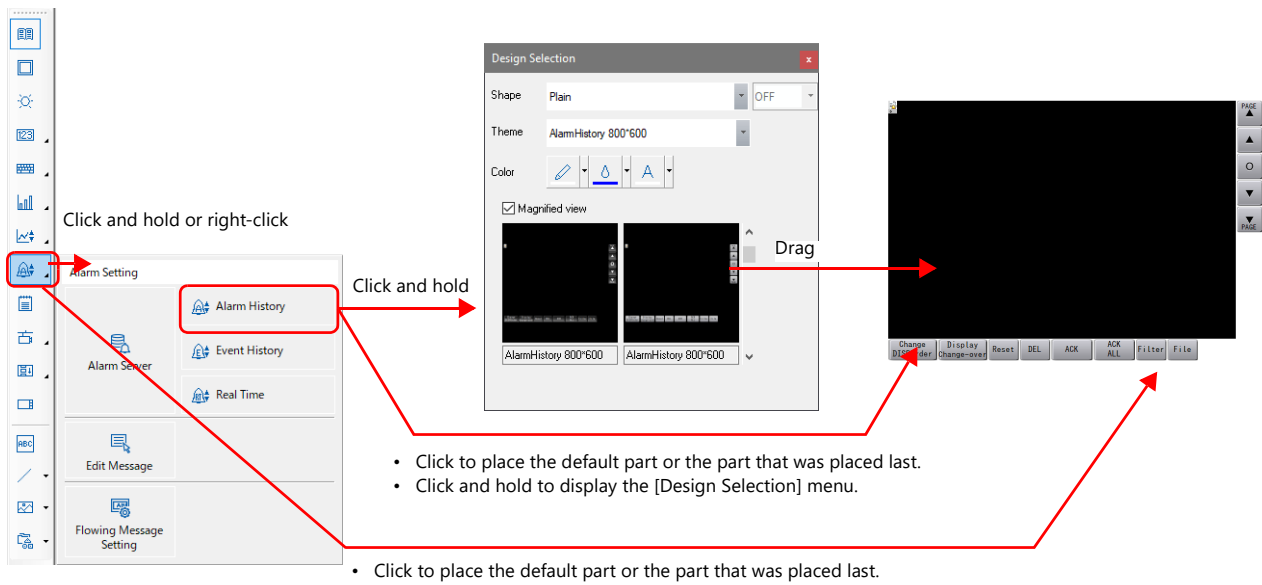 Design Selection
x
Shape
Plain
OFF
Theme
AlarmHistory 800*600
Color
A
Magnified view
AlarmHistory 800*600
AlarmHistory 800*600
123
ABC
Click and hold or right-click
Alarm Setting
Alarm Server
Alarm History
Event History
Real Time
Edit Message
Flowing Message
Setting
Click and hold
Drag
PAGE
PAGE
Change
Display
Change-over
Reset
DEL
ACK
ACK
ALL
Filter
File
• Click to place the default part or the part that was placed last.
• Click and hold to display the [Design Selection] menu.
• Click to place the default part or the part that was placed last.